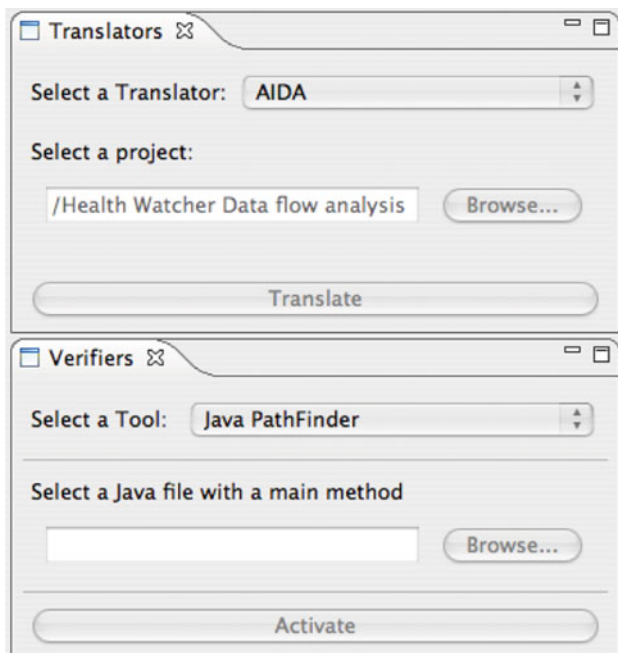 Translators
Select a Translator: AIDA
Select a project:
/Health Watcher Data flow analysis Browse...
Translate
Verifiers
Select a Tool: Java PathFinder
Select a Java file with a main method
Browse...
Activate